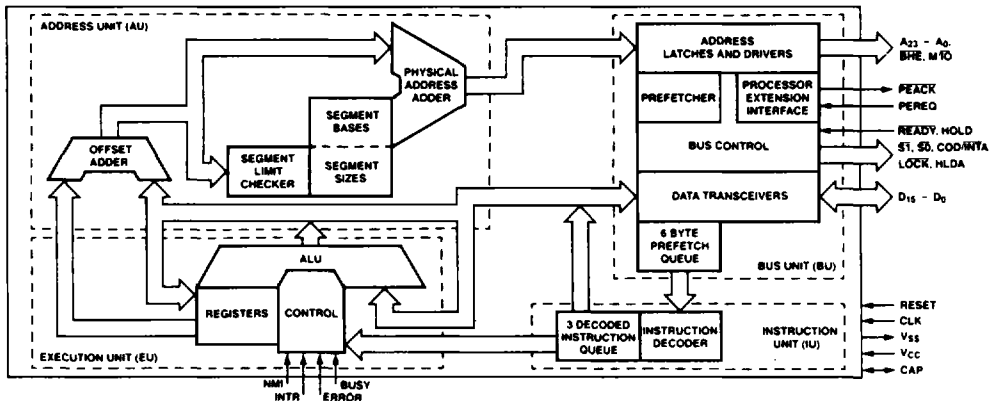 ADDRESS UNIT (AU)
OFFSET
ADDER
SEGMENT
LIMIT
CHECKER
SEGMENT
BASES
SEGMENT
SIZES
PHYSICAL
ADDRESS
ADDER
ADDRESS
LATCHES AND DRIVERS
PREFETCHER
PROCESSOR
EXTENSION
INTERFACE
BUS CONTROL
DATA TRANSCEIVERS
6 BYTE
PREFETCH
QUEUE
BUS UNIT (BU)
A23 - A0,
BHE, M/IO
PEACK
PEREQ
READY, HOLD
S1, S0, COD/INTA
LOCK, HLDA
D15 - D0
ALU
REGISTERS
CONTROL
EXECUTION UNIT (EU)
NMI
INTR
BUSY
ERROR
3 DECODED
INSTRUCTION
QUEUE
INSTRUCTION
DECODER
INSTRUCTION
UNIT (IU)
RESET
CLK
VSS
VCC
CAP